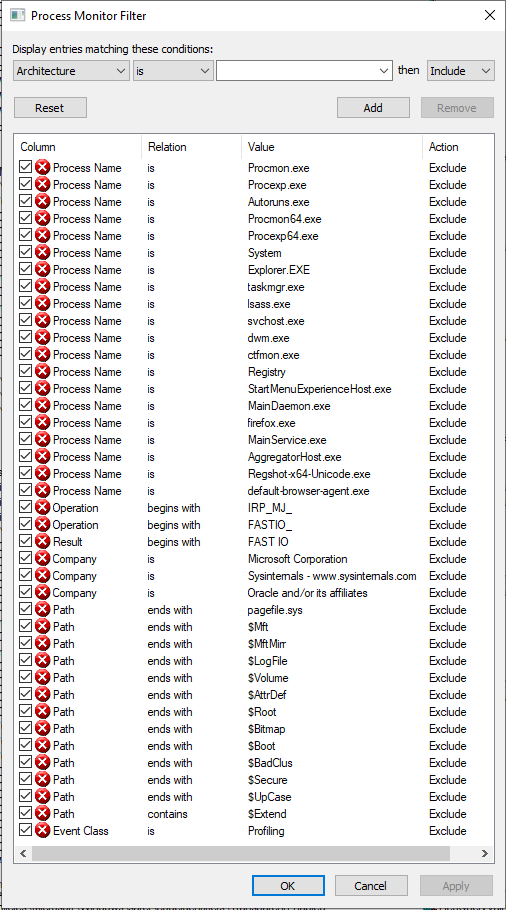 Process Monitor Filter
Display entries matching these conditions:
Architecture is then Include
Reset Add Remove
Column Relation Value Action
Process Name is Procmon.exe Exclude
Process Name is Procexp.exe Exclude
Process Name is Autoruns.exe Exclude
Process Name is Procmon64.exe Exclude
Process Name is Procexp64.exe Exclude
Process Name is System Exclude
Process Name is Explorer.EXE Exclude
Process Name is taskmgr.exe Exclude
Process Name is lsass.exe Exclude
Process Name is svchost.exe Exclude
Process Name is dwm.exe Exclude
Process Name is ctfmon.exe Exclude
Process Name is Registry Exclude
Process Name is StartMenuExperienceHost.exe Exclude
Process Name is MainDaemon.exe Exclude
Process Name is firefox.exe Exclude
Process Name is MainService.exe Exclude
Process Name is AggregatorHost.exe Exclude
Process Name is Regshot-x64-Unicode.exe Exclude
Process Name is default-browser-agent.exe Exclude
Operation begins with IRP_MJ_ Exclude
Operation begins with FASTIO_ Exclude
Result begins with FAST IO Exclude
Company is Microsoft Corporation Exclude
Company is Sysinternals - www.sysinternals.com Exclude
Company is Oracle and/or its affiliates Exclude
Path ends with pagefile.sys Exclude
Path ends with $Mft Exclude
Path ends with $MftMirr Exclude
Path ends with $LogFile Exclude
Path ends with $Volume Exclude
Path ends with $AttrDef Exclude
Path ends with $Root Exclude
Path ends with $Bitmap Exclude
Path ends with $Boot Exclude
Path ends with $BadClus Exclude
Path ends with $Secure Exclude
Path ends with $UpCase Exclude
Path contains $Extend Exclude
Event Class is Profiling Exclude
OK Cancel Apply